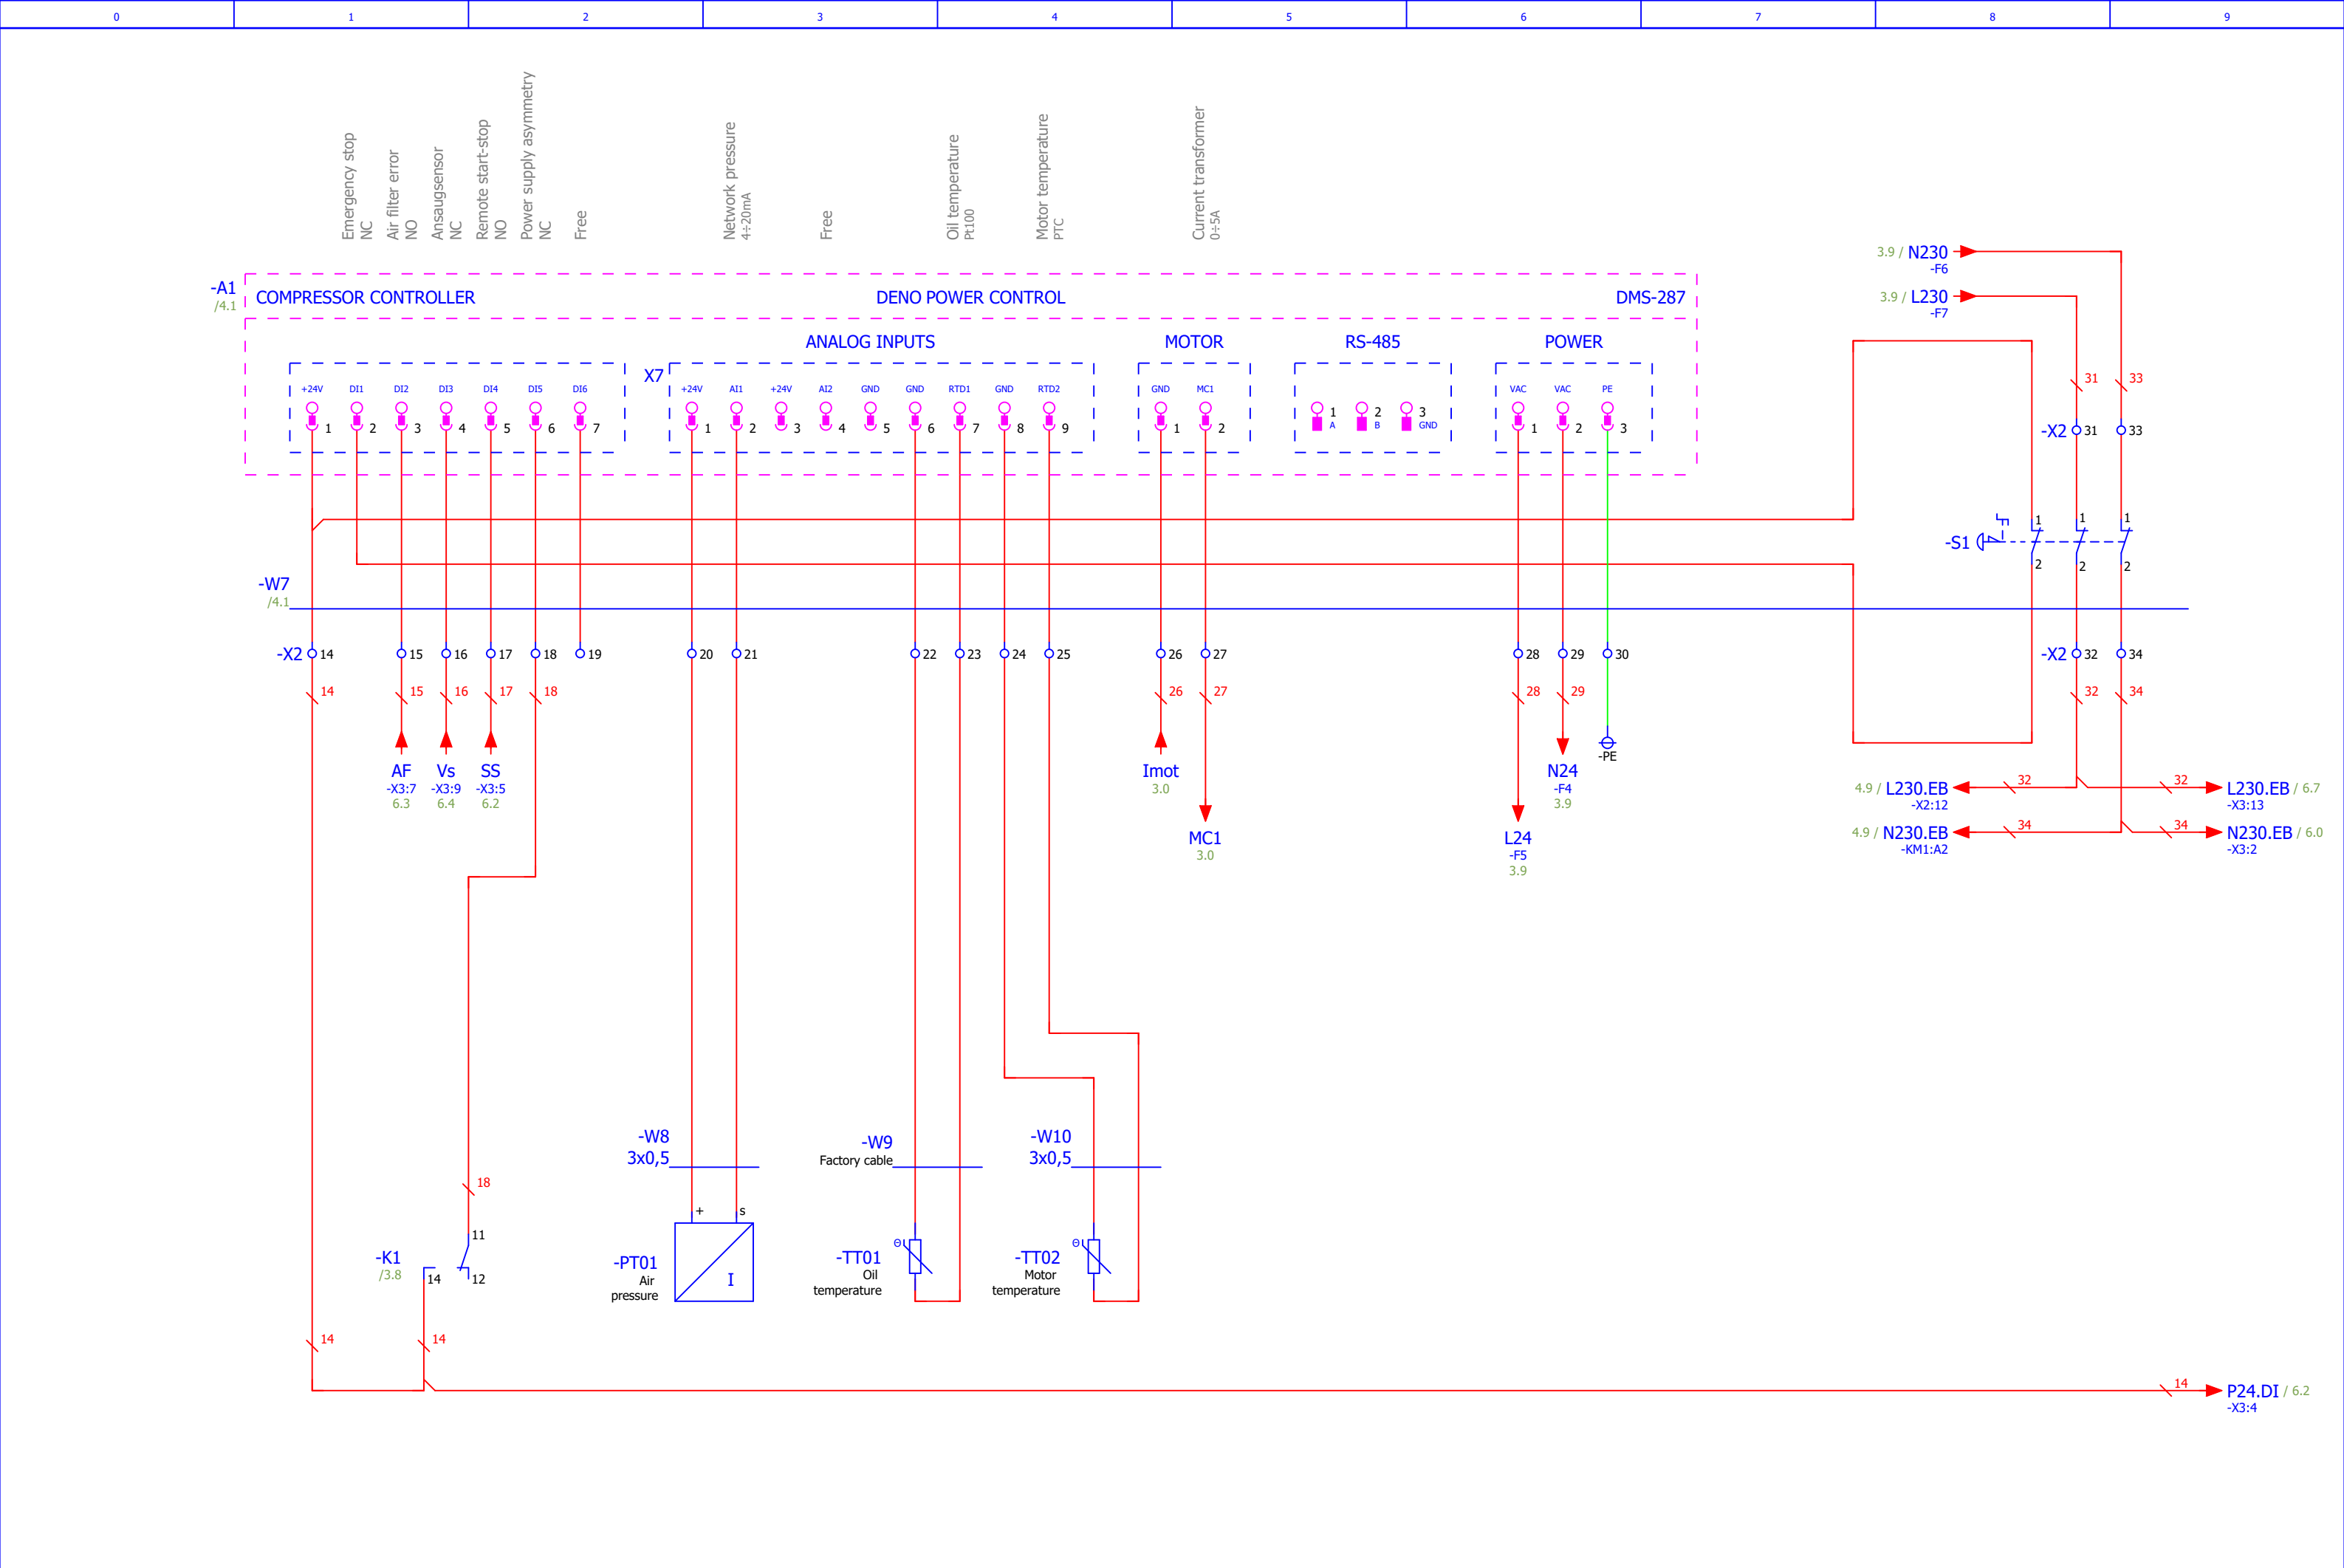 0 1 2 3 4 5 6 7 8 9
Emergency stop
NC
Air filter error
NO
Ansaugsensor
NC
Remote start-stop
NO
Power supply asymmetry
NC
Free
Network pressure
4÷20mA
Free
Oil temperature
Pt100
Motor temperature
PTC
Current transformer
0÷5A
3.9 / N230
-F6
3.9 / L230
-F7
-A1
/4.1
COMPRESSOR CONTROLLER DENO POWER CONTROL DMS-287
ANALOG INPUTS MOTOR RS-485 POWER
X7
+24V DI1 DI2 DI3 DI4 DI5 DI6
1 2 3 4 5 6 7
+24V AI1 +24V AI2 GND GND RTD1 GND RTD2
1 2 3 4 5 6 7 8 9
GND MC1
1 2
1 2 3
A B GND
VAC VAC PE
1 2 3
31 33
-X2 31 33
-S1
1 1 1
2 2 2
-W7
/4.1
-X2 14 15 16 17 18 19 20 21 22 23 24 25 26 27 28 29 30
-X2 32 34
14 15 16 17 18 26 27 28 29 32 34
AF
-X3:7
6.3
Vs
-X3:9
6.4
SS
-X3:5
6.2
Imot
3.0
MC1
3.0
L24
-F5
3.9
N24
-F4
3.9
-PE
4.9 / L230.EB
-X2:12
32 32
L230.EB / 6.7
-X3:13
4.9 / N230.EB
-KM1:A2
34 34
N230.EB / 6.0
-X3:2
-W8
3x0,5
-W9
Factory cable
-W10
3x0,5
18
-K1
/3.8
11
14 12
+ s
-PT01
Air
pressure
I
Θ
-TT01
Oil
temperature
Θ
-TT02
Motor
temperature
14 14
14
P24.DI / 6.2
-X3:4